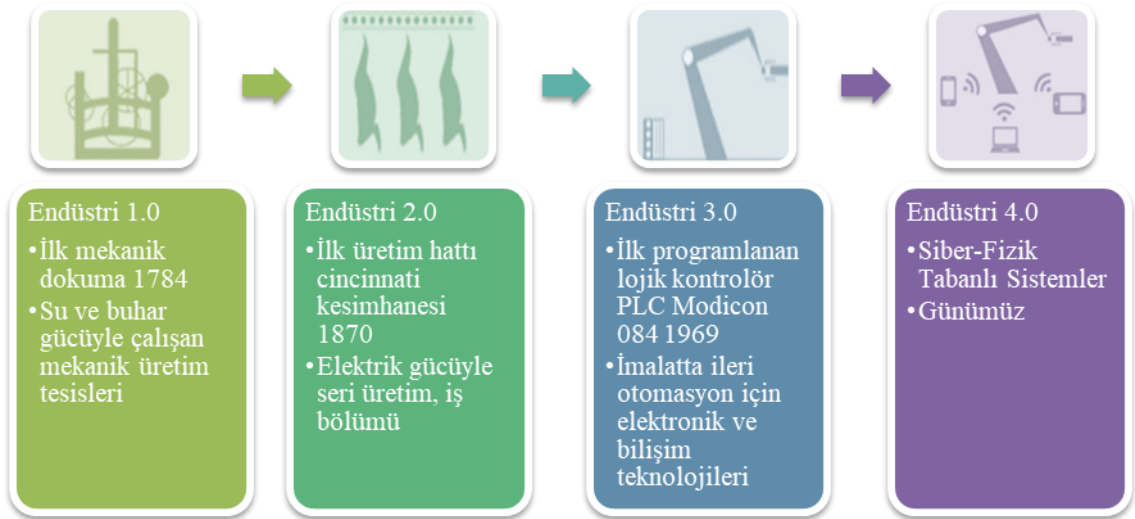 Endüstri 1.0
•İlk mekanik
dokuma 1784
•Su ve buhar
gücüyle çalışan
mekanik üretim
tesisleri
Endüstri 2.0
•İlk üretim hattı
cincinnati
kesimhanesi
1870
•Elektrik gücüyle
seri üretim, iş
bölümü
Endüstri 3.0
•İlk programlanan
lojik kontrolör
PLC Modicon
084 1969
•İmalatta ileri
otomasyon için
elektronik ve
bilişim
teknolojileri
Endüstri 4.0
•Siber-Fizik
Tabanlı Sistemler
•Günümüz